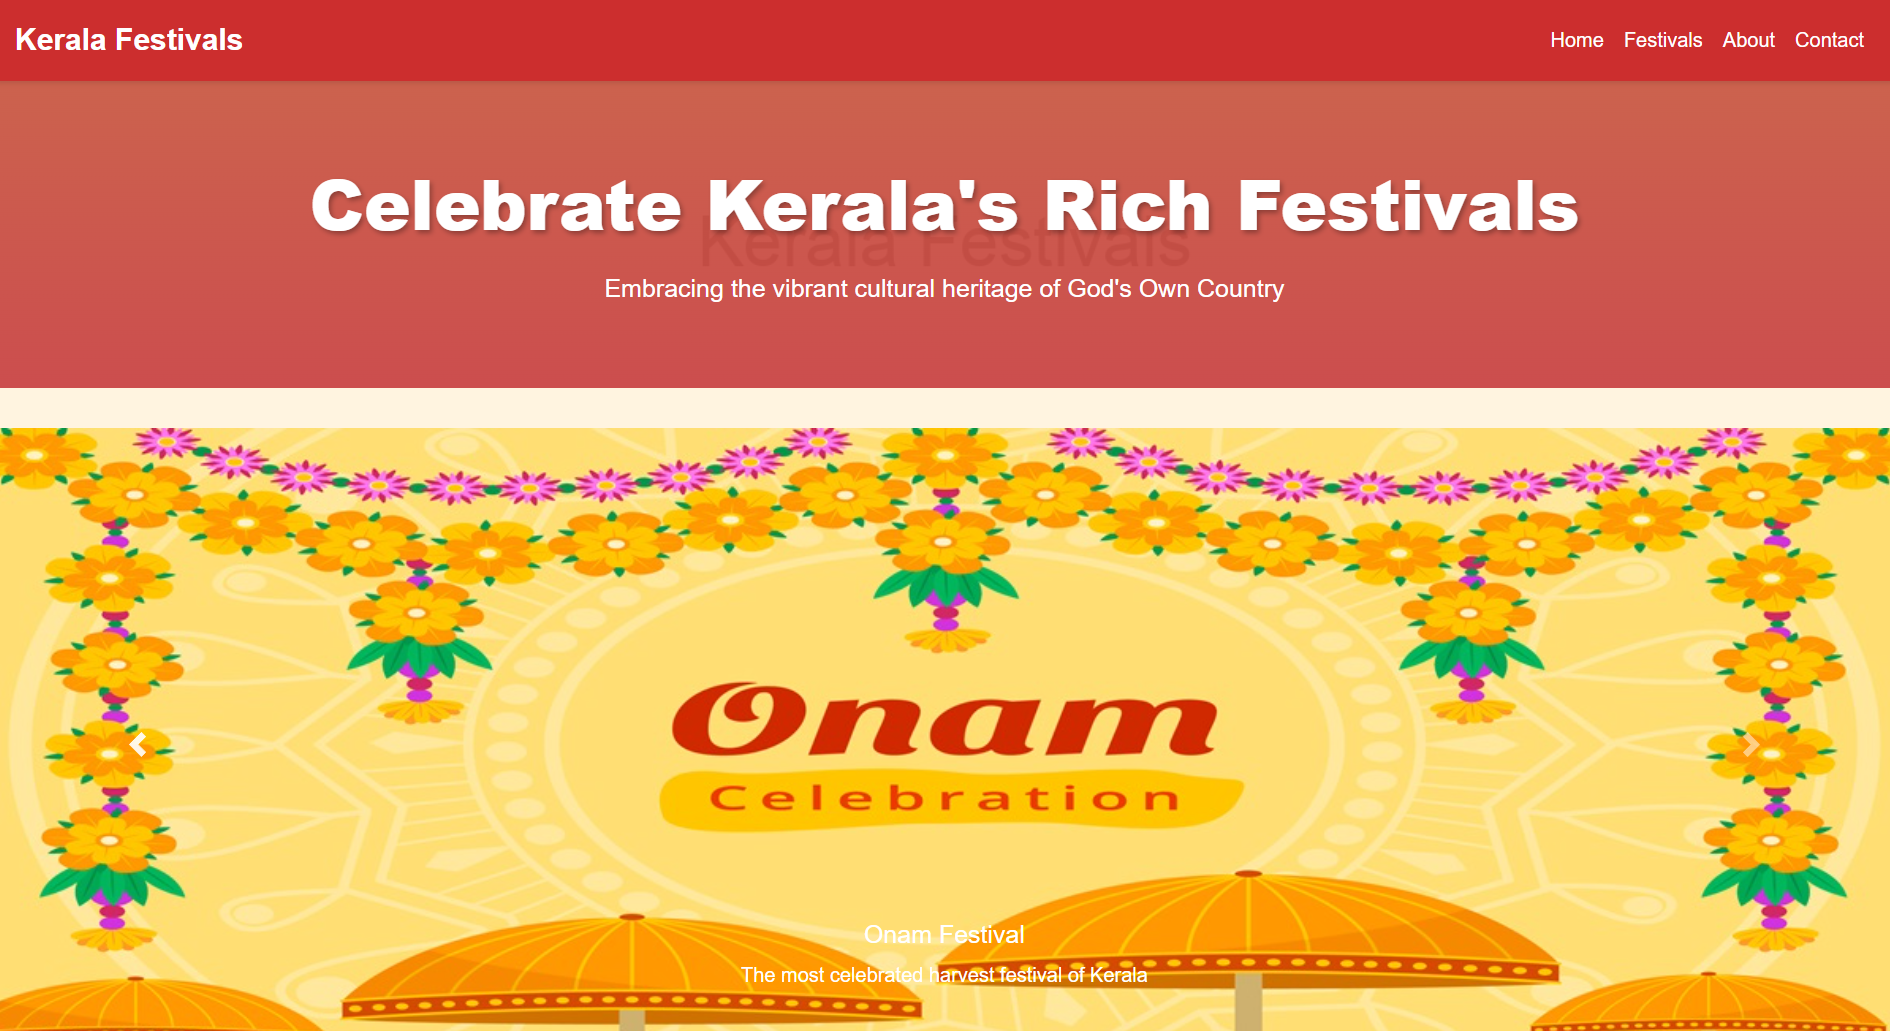 Kerala Festivals
Home Festivals About Contact
Celebrate Kerala's Rich Festivals
Kerala Festivals
Embracing the vibrant cultural heritage of God's Own Country
Onam
Celebration
Onam Festival
The most celebrated harvest festival of Kerala